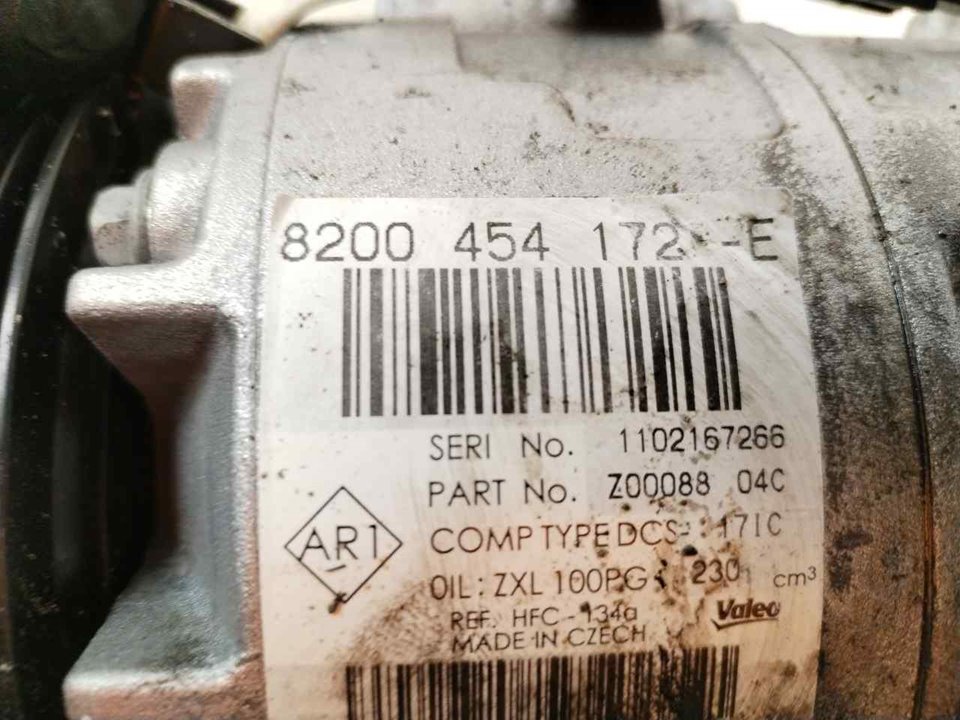 8200 454 172 -E
SERI No. 1102167266
PART No. Z00088 04C
AR1
COMP TYPE DCS- 17IC
OIL: ZXL 100PG 230 cm³
REF. HFC - 134a
Valeo
MADE IN CZECH